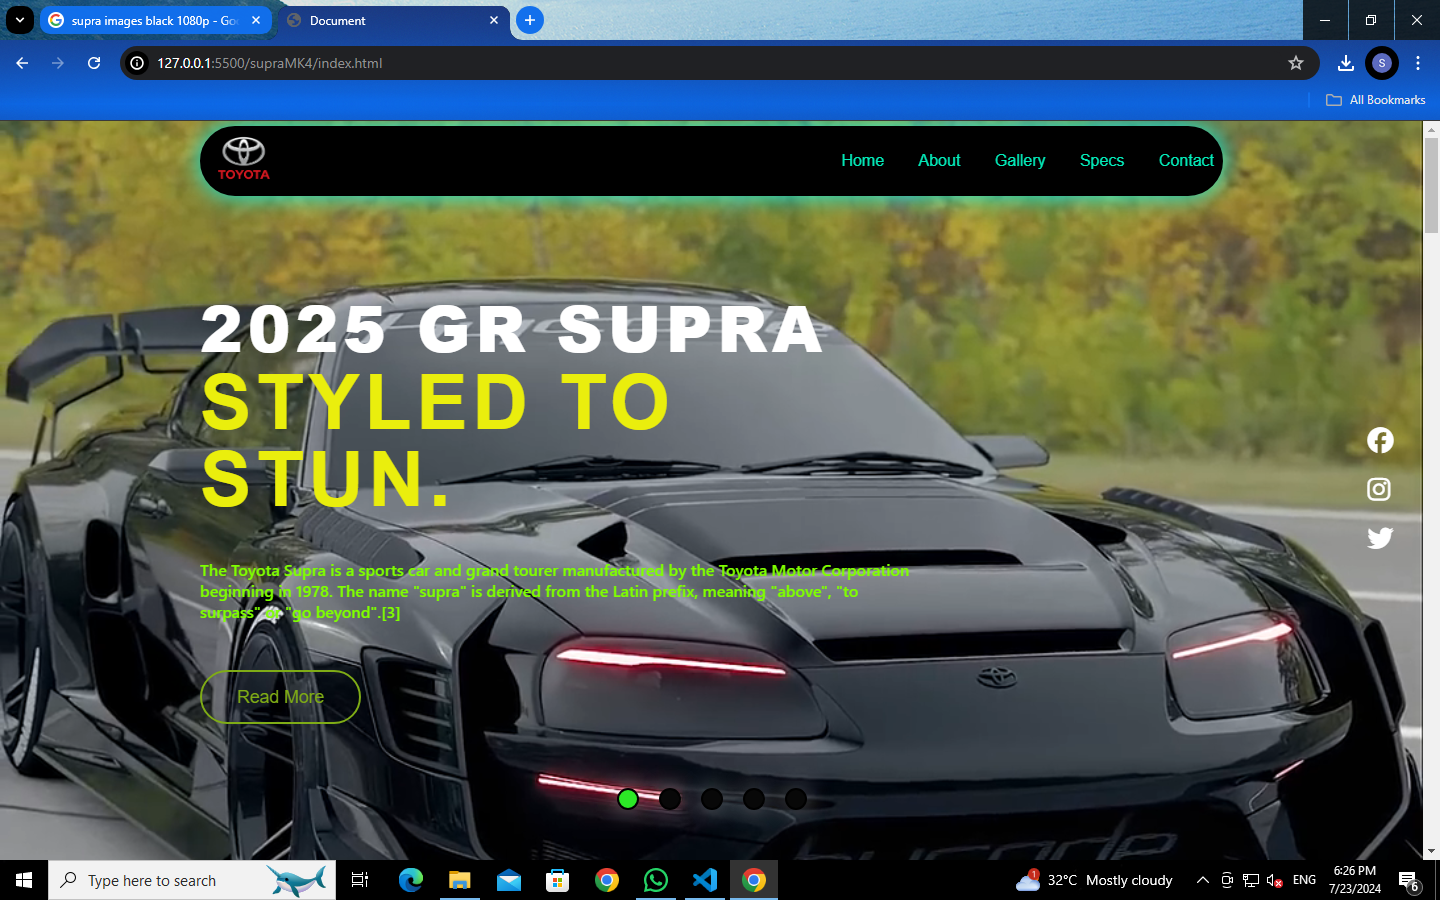 supra images black 1080p - Go
Document
127.0.0.1:5500/supraMK4/index.html
S
All Bookmarks
TOYOTA
Home
About
Gallery
Specs
Contact
2025 GR SUPRA
STYLED TO
STUN.
The Toyota Supra is a sports car and grand tourer manufactured by the Toyota Motor Corporation
beginning in 1978. The name "supra" is derived from the Latin prefix, meaning "above", "to
surpass" or "go beyond".[3]
Read More
Type here to search
1
32°C Mostly cloudy
ENG
6:26 PM
7/23/2024
6